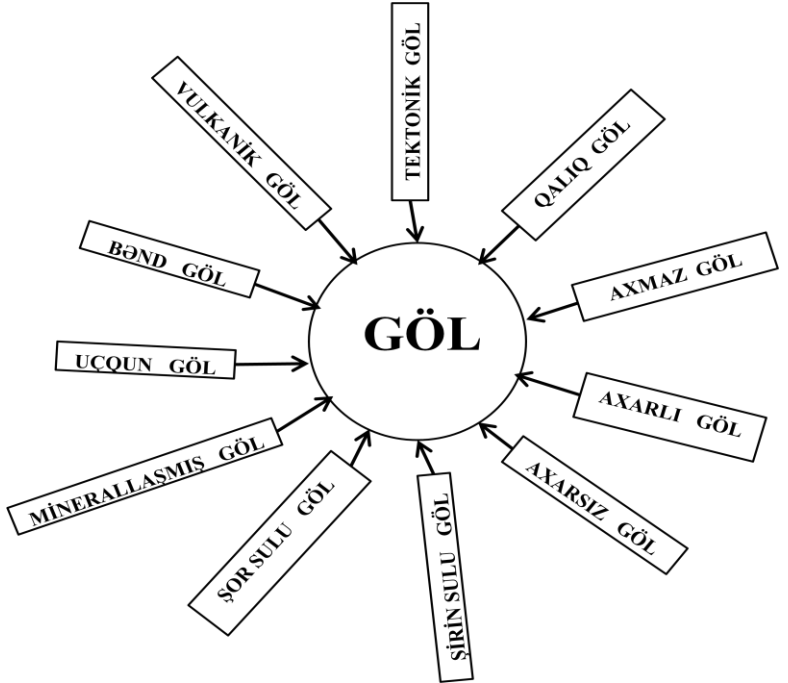 TEKTONİK GÖL
VULKANİK GÖL
QALIQ GÖL
BƏND GÖL
AXMAZ GÖL
GÖL
UÇQUN GÖL
AXARLI GÖL
MİNERALLAŞMIŞ GÖL
AXARSIZ GÖL
ŞOR SULU GÖL
ŞİRİN SULU GÖL